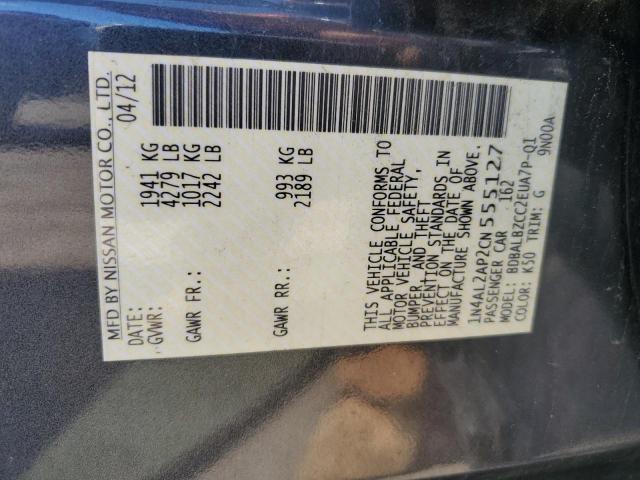 MFD BY NISSAN MOTOR CO., LTD.
DATE: 04/12
GVWR: 1941 KG
4279 LB
GAWR FR.: 1017 KG
2242 LB
GAWR RR.: 993 KG
2189 LB
THIS VEHICLE CONFORMS TO
ALL APPLICABLE FEDERAL
MOTOR VEHICLE SAFETY,
BUMPER, AND THEFT
PREVENTION STANDARDS IN
EFFECT ON THE DATE OF
MANUFACTURE SHOWN ABOVE.
1N4AL2AP2CN555127
PASSENGER CAR 162
MODEL: BDBALBZCC2EUA7P-Q1
COLOR: K50 TRIM: G 9N00A